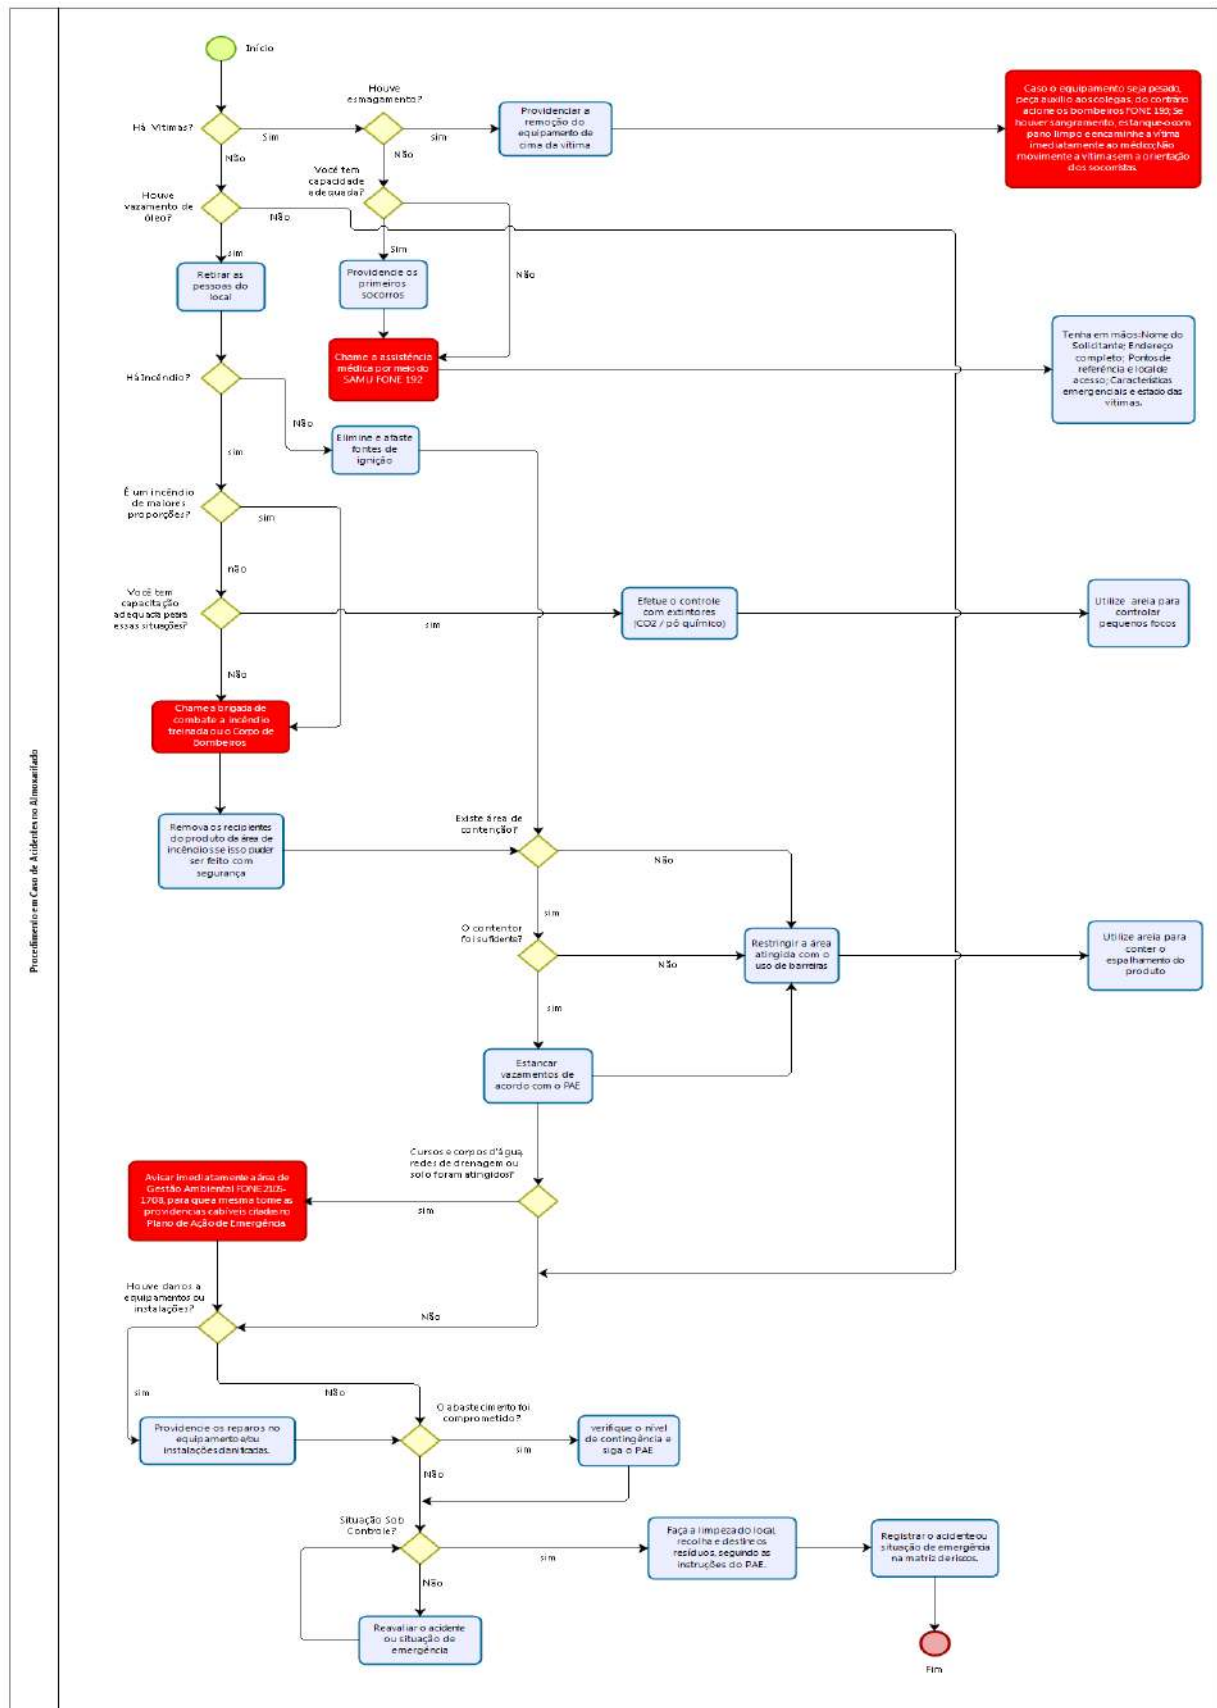 Início
Há Vítimas?
Sim
Não
Houve
esmagamento?
sim
Não
Providenciar a
remoção do
equipamento de
cima da vítima
Caso o equipamento seja pesado,
peça auxílio aos colegas, do contrário
acione os bombeiros FONE 193; Se
houver sangramento, estanque-o com
pano limpo e encaminhe a vítima
imediatamente ao médico; Não
movimente a vítima sem a orientação
dos socorristas.
Você tem
capacidade
adequada?
Sim
Não
Houve
vazamento de
óleo?
Não
sim
Retirar as
pessoas do
local
Providencie os
primeiros
socorros
Chame a assistência
médica por meio do
SAMU FONE 192
Tenha em mãos: Nome do
Solicitante; Endereço
completo; Pontos de
referência e local de
acesso; Características
emergenciais e estado das
vítimas.
Há Incêndio?
Não
sim
Elimine e afaste
fontes de
ignição
É um incêndio
de maiores
proporções?
sim
não
Você tem
capacitação
adequada para
essas situações?
sim
Não
Efetue o controle
com extintores
(CO2 / pó químico)
Utilize areia para
controlar
pequenos focos
Chame a brigada de
combate a incêndio
treinada ou o Corpo de
Bombeiros
Remova os recipientes
do produto da área de
incêndio se isso puder
ser feito com
segurança
Existe área de
contenção?
Não
sim
O contentor
foi suficiente?
Não
sim
Restringir a área
atingida com o
uso de barreiras
Utilize areia para
conter o
espalhamento do
produto
Estancar
vazamentos de
acordo com o PAE
Cursos e corpos d'água,
redes de drenagem ou
solo foram atingidos?
sim
Não
Avisar imediatamente a área de
Gestão Ambiental FONE 2105-
1708, para que a mesma tome as
providencias cabíveis citadas no
Plano de Ação de Emergência.
Houve danos a
equipamentos ou
instalações?
sim
Não
Providencie os reparos no
equipamento e/ou
instalações danificadas.
O abastecimento foi
comprometido?
sim
Não
verifique o nível
de contingência e
siga o PAE
Situação Sob
Controle?
sim
Não
Faça a limpeza do local,
recolha e destine os
resíduos, seguindo as
instruções do PAE.
Registrar o acidente ou
situação de emergência
na matriz de riscos.
Reavaliar o acidente
ou situação de
emergência
Fim
Procedimento em Caso de Acidentes no Almoxarifado